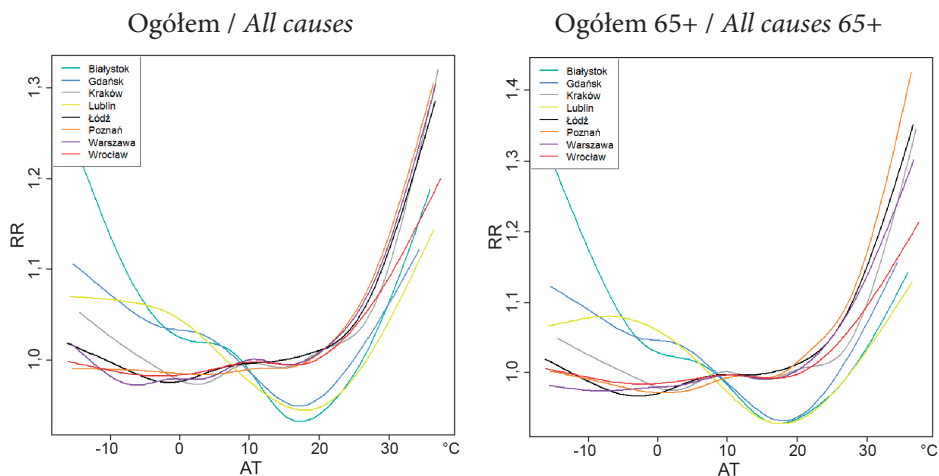 Ogółem / All causes
Białystok
Gdańsk
Kraków
Lublin
Łódź
Poznań
Warszawa
Wrocław
1,3
1,2
1,1
1,0
RR
-10 0 10 20 30 °C
AT
Ogółem 65+ / All causes 65+
Białystok
Gdańsk
Kraków
Lublin
Łódź
Poznań
Warszawa
Wrocław
1,4
1,3
1,2
1,1
1,0
RR
-10 0 10 20 30 °C
AT